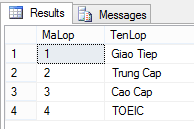 Results Messages
MaLop TenLop
1 1 Giao Tiep
2 2 Trung Cap
3 3 Cao Cap
4 4 TOEIC